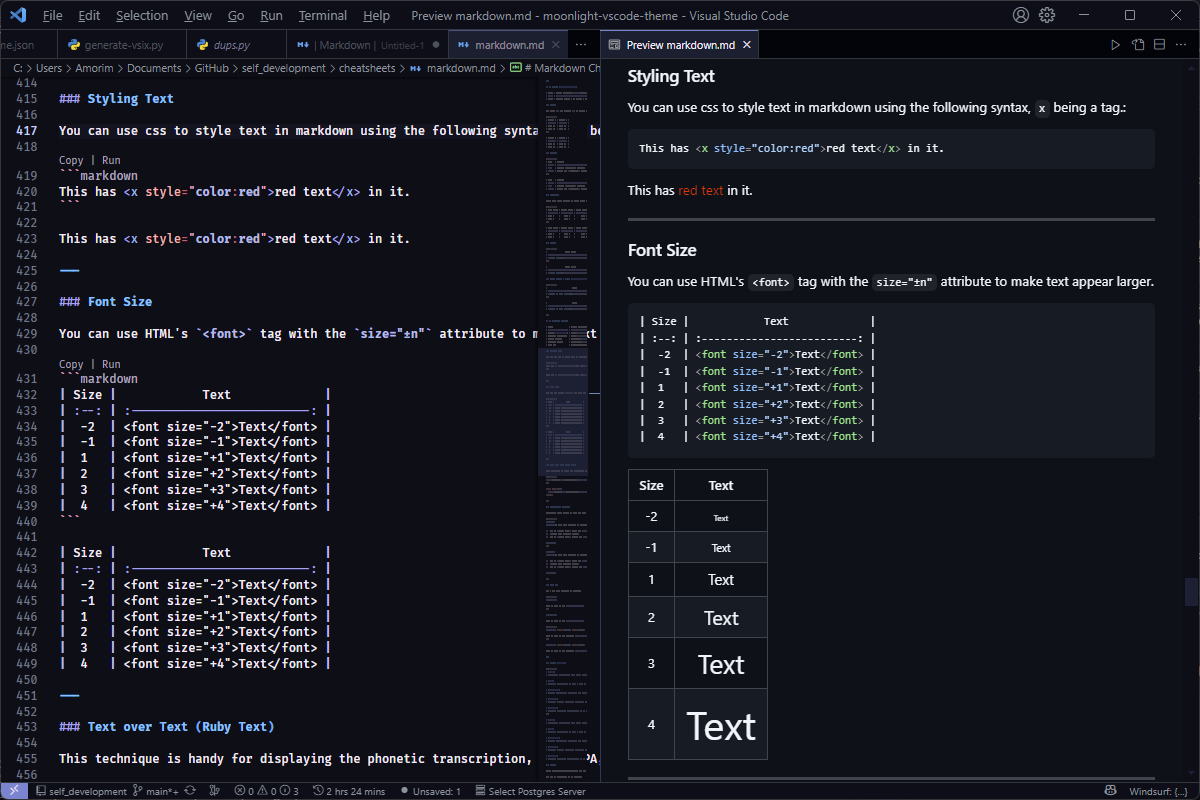 File Edit Selection View Go Run Terminal Help Preview markdown.md - moonlight-vscode-theme - Visual Studio Code
me.json generate-vsix.py dups.py | Markdown | Untitled-1 markdown.md Preview markdown.md
C: > Users > Amorim > Documents > GitHub > self_development > cheatsheets > markdown.md > # Markdown Ch
414
415 ### Styling Text
416
417 You can use css to style text in markdown using the following synta be
418
Copy | Run
419 ```markdown
420 This has <x style="color:red">red text</x> in it.
421 ```
422
423 This has <x style="color:red">red text</x> in it.
424
425 ---
426
427 ### Font Size
428
429 You can use HTML's `<font>` tag with the `size="±n"` attribute to m xt
430
Copy | Run
431 ```markdown
432 | Size | Text |
433 | :--: | :-----------------------: |
434 | -2 | <font size="-2">Text</font> |
435 | -1 | <font size="-1">Text</font> |
436 | 1 | <font size="+1">Text</font> |
437 | 2 | <font size="+2">Text</font> |
438 | 3 | <font size="+3">Text</font> |
439 | 4 | <font size="+4">Text</font> |
440 ```
441
442 | Size | Text |
443 | :--: | :-----------------------: |
444 | -2 | <font size="-2">Text</font> |
445 | -1 | <font size="-1">Text</font> |
446 | 1 | <font size="+1">Text</font> |
447 | 2 | <font size="+2">Text</font> |
448 | 3 | <font size="+3">Text</font> |
449 | 4 | <font size="+4">Text</font> |
450
451 ---
452
453 ### Text over Text (Ruby Text)
454
455 This technique is handy for displaying the phonetic transcription, PA,
456
Styling Text
You can use css to style text in markdown using the following syntax, x being a tag.:
This has <x style="color:red">red text</x> in it.
This has red text in it.
Font Size
You can use HTML's <font> tag with the size="±n" attribute to make text appear larger.
| Size | Text |
| :--: | :-------------------------: |
| -2 | <font size="-2">Text</font> |
| -1 | <font size="-1">Text</font> |
| 1 | <font size="+1">Text</font> |
| 2 | <font size="+2">Text</font> |
| 3 | <font size="+3">Text</font> |
| 4 | <font size="+4">Text</font> |
Size Text
-2 Text
-1 Text
1 Text
2 Text
3 Text
4 Text
self_development main*+ 0 0 3 2 hrs 24 mins Unsaved: 1 Select Postgres Server Windsurf: {...}